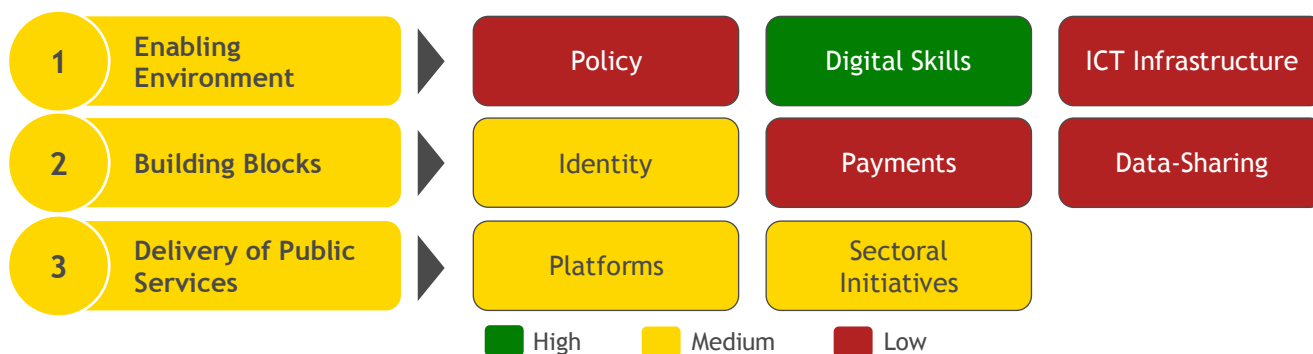 1
Enabling
Environment
Policy
Digital Skills
ICT Infrastructure
2
Building Blocks
Identity
Payments
Data-Sharing
3
Delivery of Public
Services
Platforms
Sectoral
Initiatives
High
Medium
Low